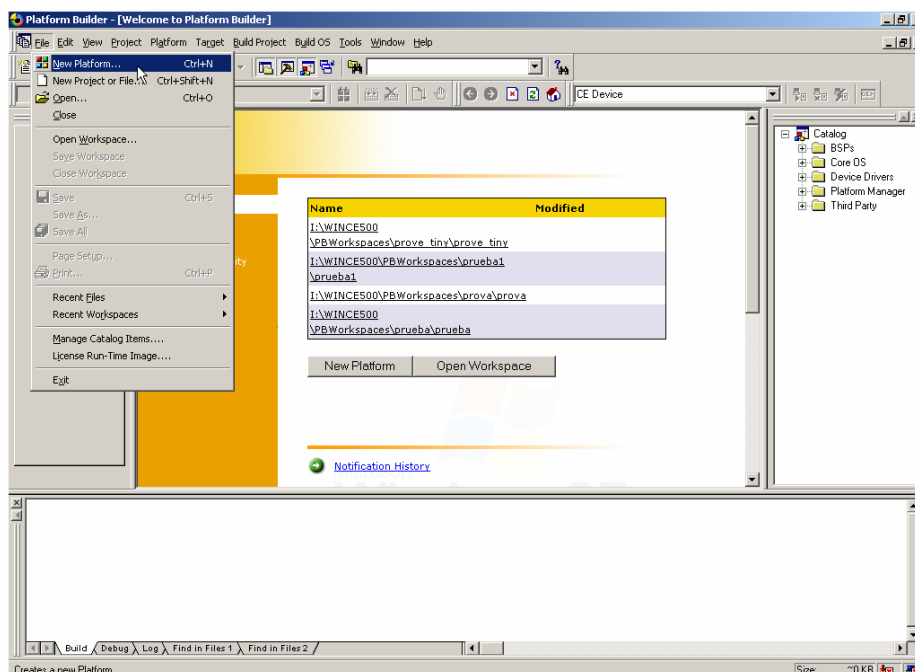 Platform Builder - [Welcome to Platform Builder]
File Edit View Project Platform Target Build Project Build OS Tools Window Help
New Platform... Ctrl+N
New Project or File... Ctrl+Shift+N
Open... Ctrl+O
Close
Open Workspace...
Save Workspace
Close Workspace
Save Ctrl+S
Save As...
Save All
Page Setup...
Print... Ctrl+P
Recent Files
Recent Workspaces
Manage Catalog Items....
License Run-Time Image....
Exit
CE Device
ity
Name Modified
I:\WINCE500
\PBWorkspaces\prove_tiny\prove_tiny
I:\WINCE500\PBWorkspaces\prueba1
\prueba1
I:\WINCE500\PBWorkspaces\prova\prova
I:\WINCE500
\PBWorkspaces\prueba\prueba
New Platform Open Workspace
Notification History
Catalog
BSPs
Core OS
Device Drivers
Platform Manager
Third Party
Build Debug Log Find in Files 1 Find in Files 2
Creates a new Platform Size: ~0 KB